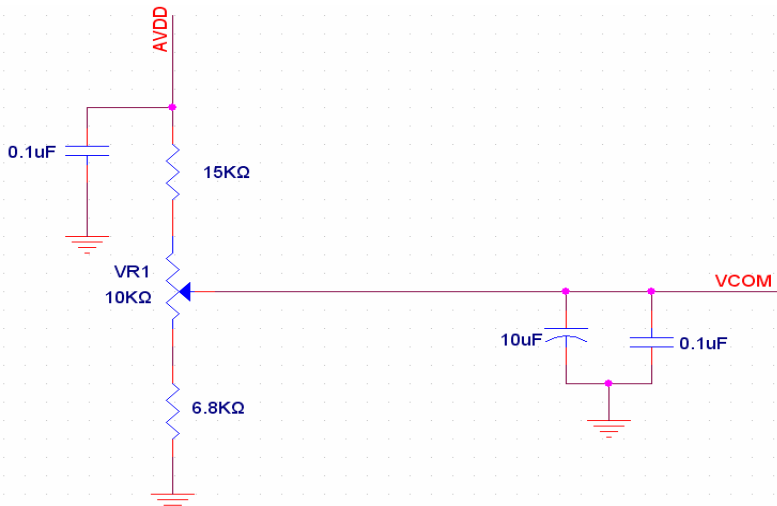 AVDD
0.1uF
15KΩ
VR1
10KΩ
VCOM
10uF
0.1uF
6.8KΩ